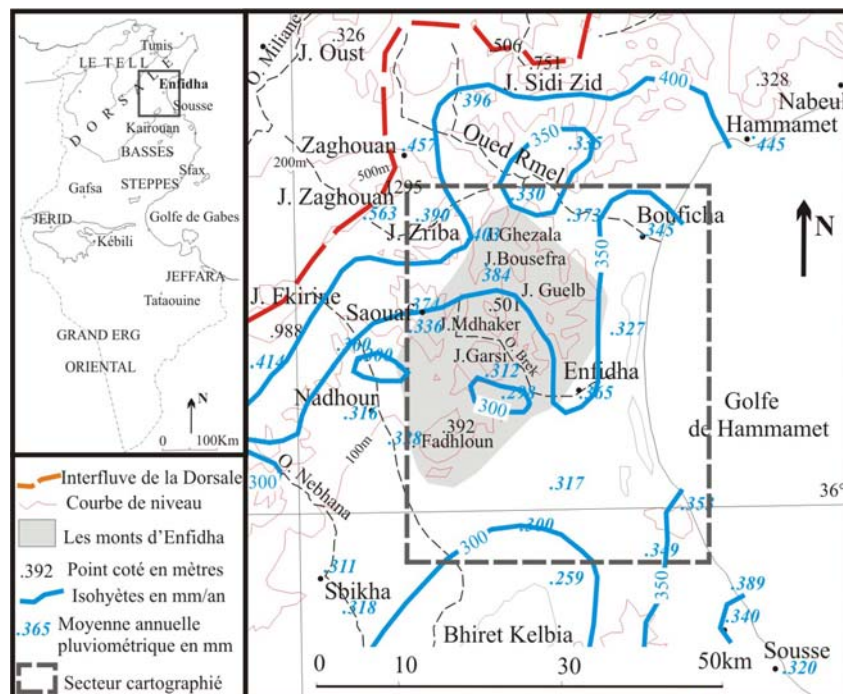 Tunis
LE TELL
DORSALE
Enfidha
Sousse
Kairouan
BASSES
STEPPES
Sfax
Gafsa
JERID
Golfe de Gabes
Kébili
JEFFARA
Tataouine
GRAND ERG
ORIENTAL
N
0 100Km
Interfluve de la Dorsale
Courbe de niveau
Les monts d'Enfidha
.392 Point coté en mètres
Isohyètes en mm/an
.365 Moyenne annuelle
pluviométrique en mm
Secteur cartographié
O. Miliane
.326
J. Oust
.506
.751
J. Sidi Zid
400
.328
Nabeul
Hammamet
.445
396
Zaghouan
.457
Oued Rmel
350
.335
200m
500m
.330
J. Zaghouan
.563
.390
.373
Bouficha
345
N
J. Zriba
.403
J.Ghezala
J.Bousefra
384
350
J. Guelb
J. Ekirine
.374
.501
Saouaf
.336
J.Mdhaker
.327
.988
.414
.300
.300
J.Garsi
O. Brek
.312
Enfidha
.365
.293
300
Nadhour
.316
Golfe
de Hammamet
.392
.328
J. Fadhloun
100m
300
O. Nebhana
.317
36°
.353
300
.300
.311
Sbikha
.318
.259
.349
350
.389
.340
Bhiret Kelbia
Sousse
.320
0 10 30 50km